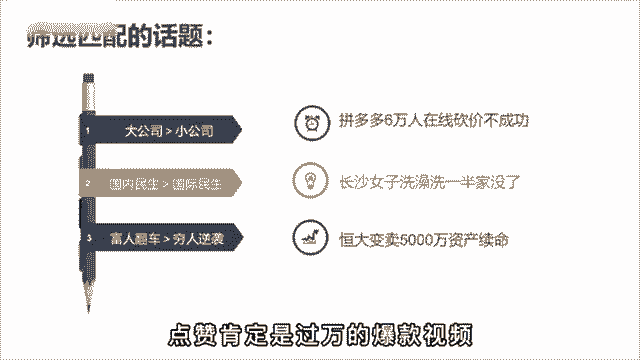 筛选匹配的话题：
1 大公司 > 小公司
拼多多6万人在线砍价不成功
2 国内民生 > 国际民生
长沙女子洗澡洗一半家没了
3 富人翻车 > 穷人逆袭
恒大变卖5000万资产续命
点赞肯定是过万的爆款视频